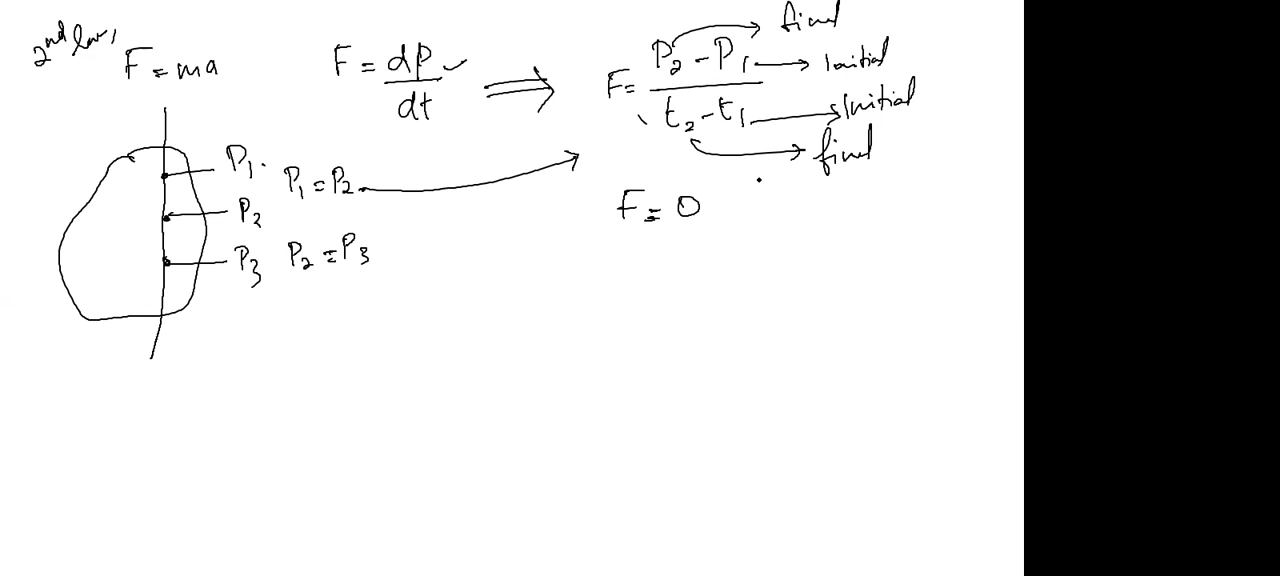 2nd law,
F = ma
F = dp/dt
F = P2 - P1 / t2 - t1
final
Initial
Initial
final
P1.
P1 = P2
P2
P3
P2 = P3
F = 0